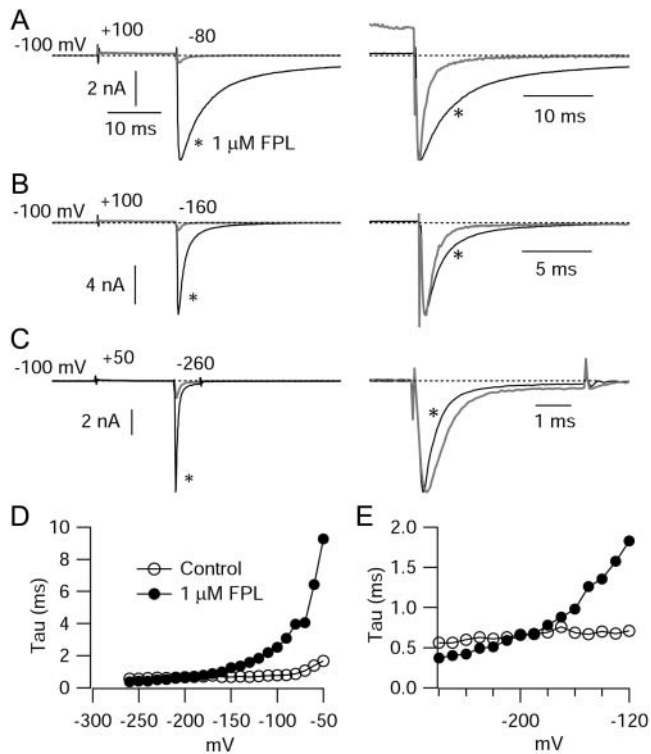 A
+100
-80
-100 mV
2 nA
10 ms
* 1 µM FPL
*
10 ms
B
+100
-160
-100 mV
4 nA
*
*
5 ms
C
+50
-260
-100 mV
2 nA
*
*
1 ms
D
10
8
6
4
2
0
Tau (ms)
Control
1 µM FPL
-300
-200
-150
-100
-50
mV
E
2.0
1.5
1.0
0.5
0.0
Tau (ms)
-200
-120
mV